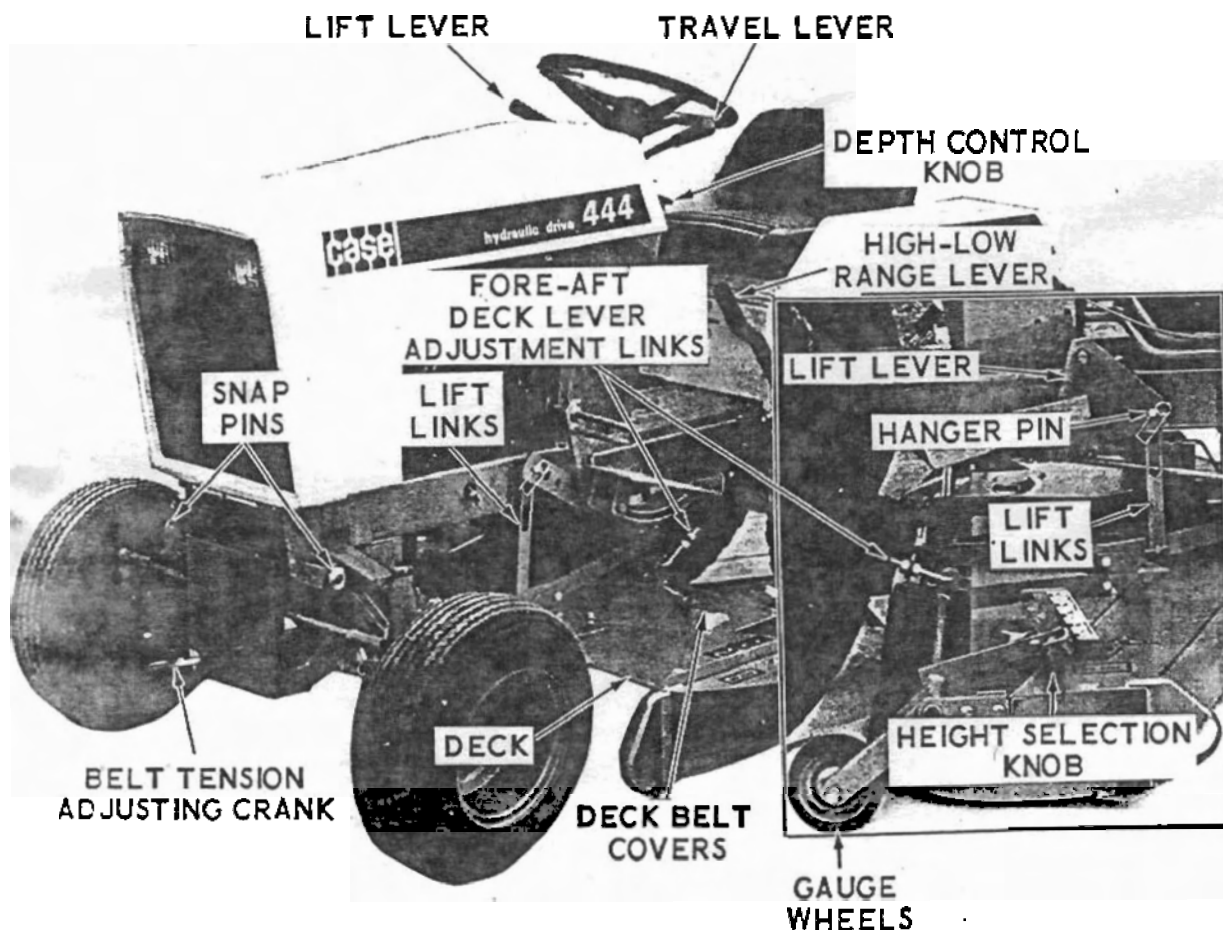 LIFT LEVER
TRAVEL LEVER
DEPTH CONTROL
KNOB
case
hydraulic drive 444
HIGH-LOW
RANGE LEVER
FORE-AFT
DECK LEVER
ADJUSTMENT LINKS
LIFT LEVER
SNAP
PINS
LIFT
LINKS
HANGER PIN
LIFT
LINKS
DECK
HEIGHT SELECTION
KNOB
BELT TENSION
ADJUSTING CRANK
DECK BELT
COVERS
GAUGE
WHEELS